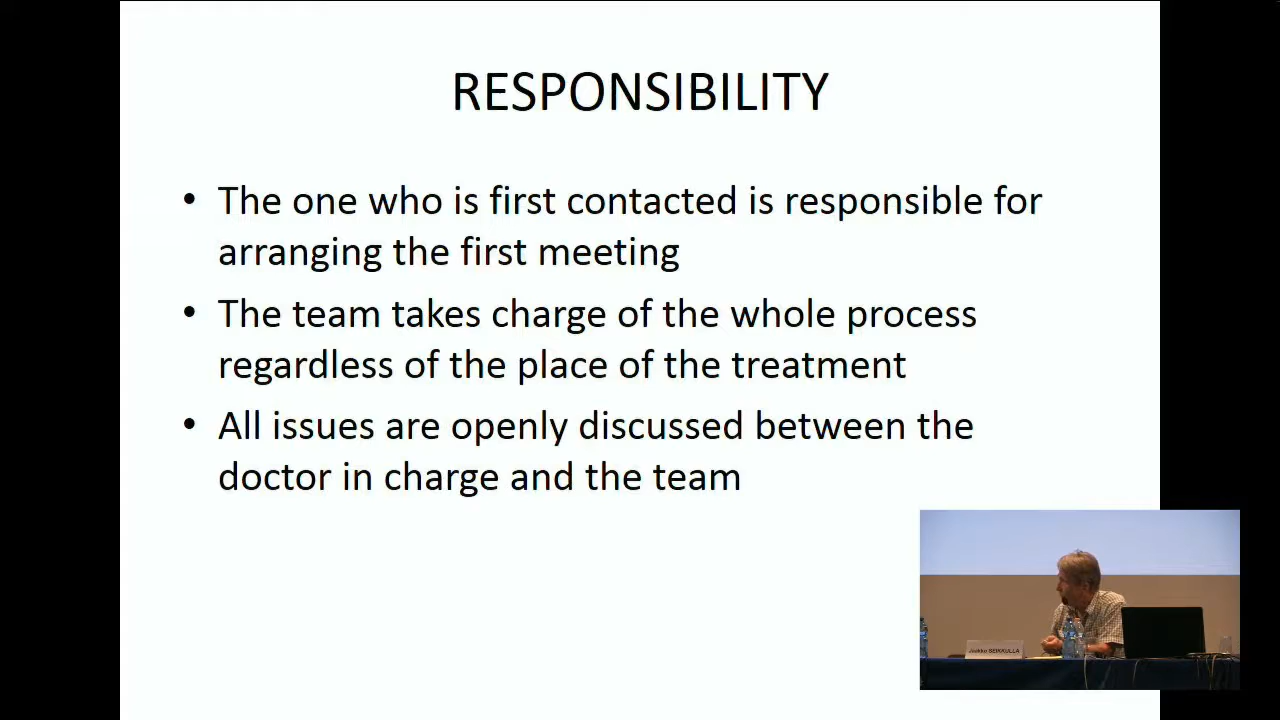 RESPONSIBILITY
• The one who is first contacted is responsible for
arranging the first meeting
• The team takes charge of the whole process
regardless of the place of the treatment
• All issues are openly discussed between the
doctor in charge and the team
Jaakko SEIKKULLA